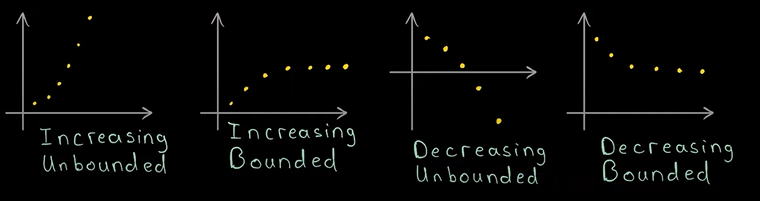 Increasing
Unbounded
Increasing
Bounded
Decreasing
Unbounded
Decreasing
Bounded